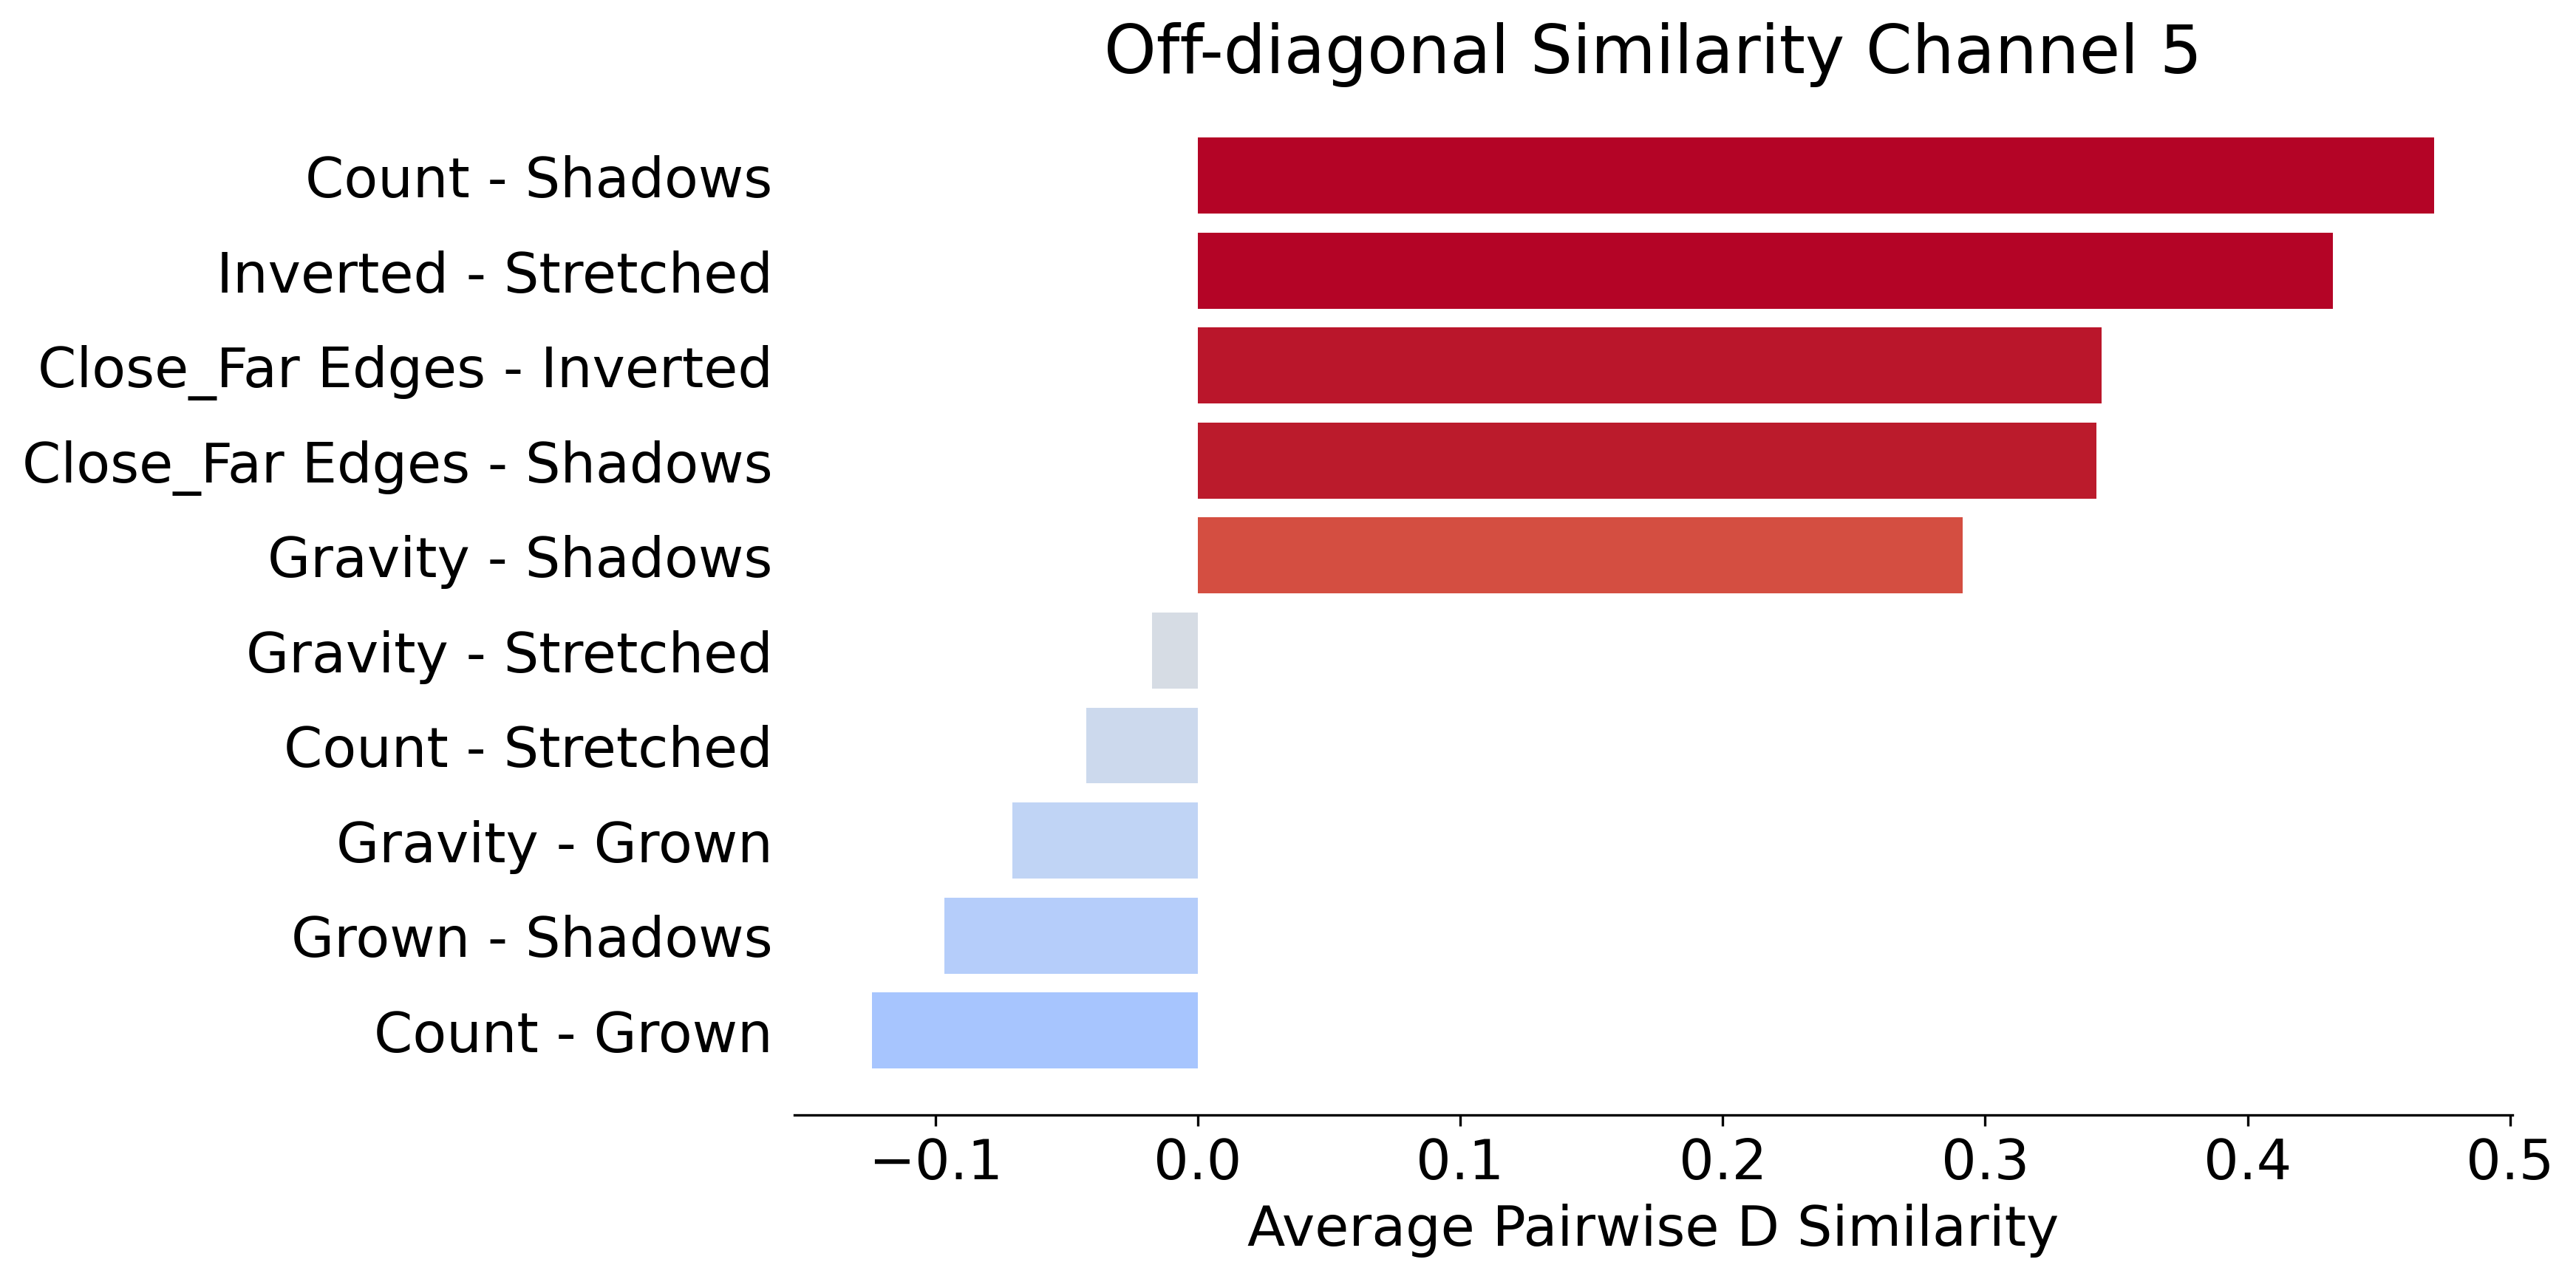 Off-diagonal Similarity Channel 5
Count - Shadows
Inverted - Stretched
Close_Far Edges - Inverted
Close_Far Edges - Shadows
Gravity - Shadows
Gravity - Stretched
Count - Stretched
Gravity - Grown
Grown - Shadows
Count - Grown
−0.1 0.0 0.1 0.2 0.3 0.4 0.5
Average Pairwise D Similarity